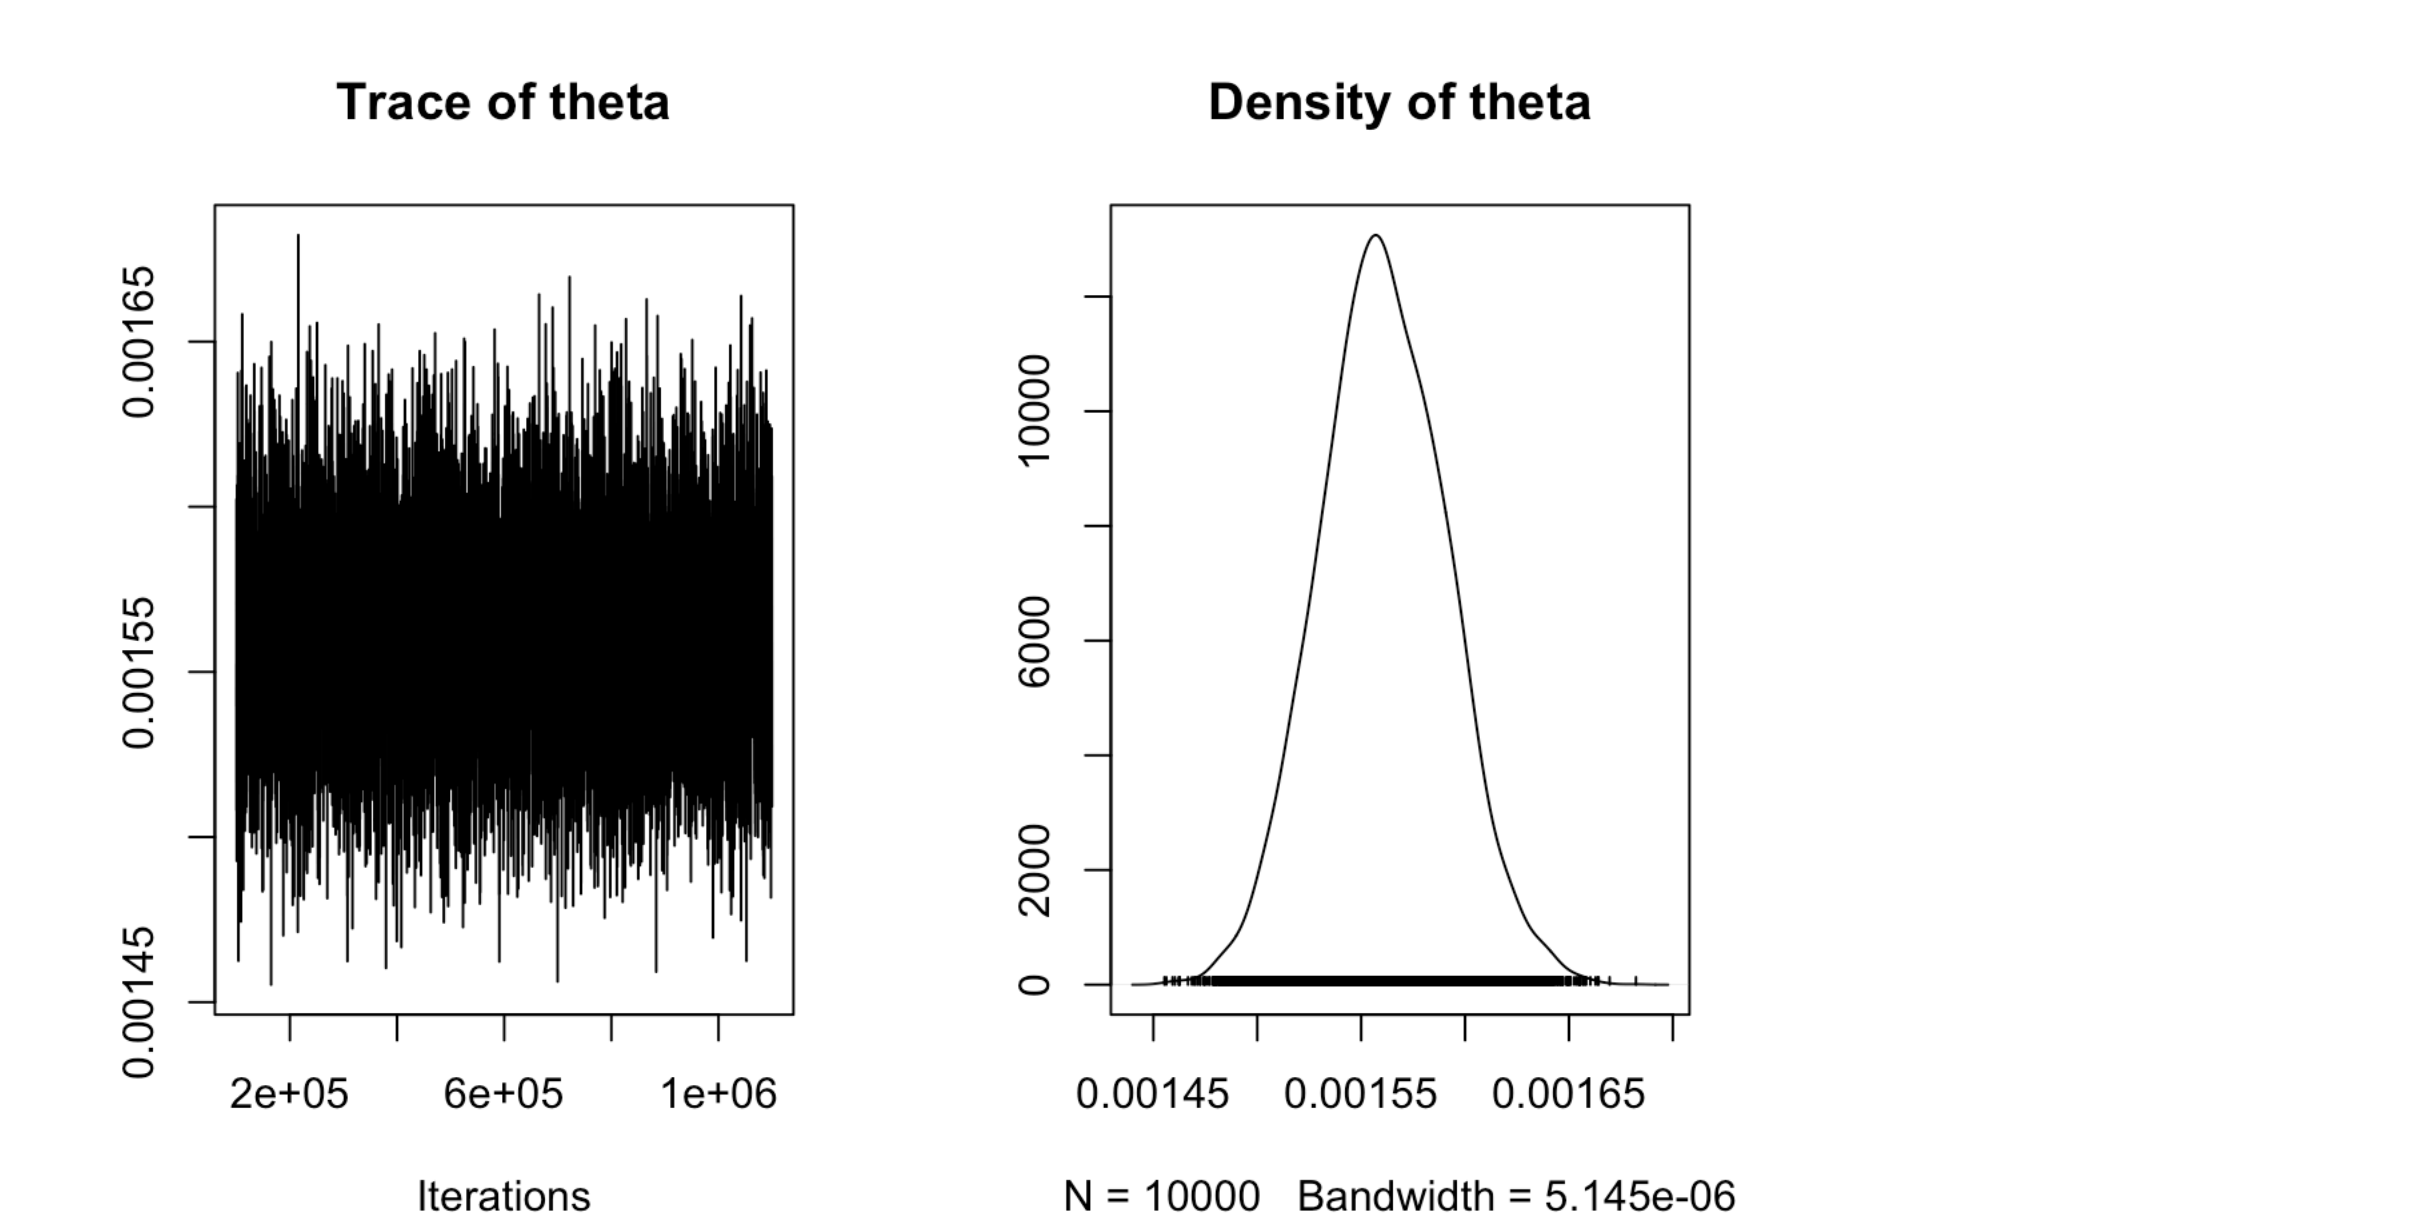 Trace of theta
0.00165
0.00155
0.00145
2e+05 6e+05 1e+06
Iterations
Density of theta
10000
6000
2000
0
0.00145 0.00155 0.00165
N = 10000 Bandwidth = 5.145e-06